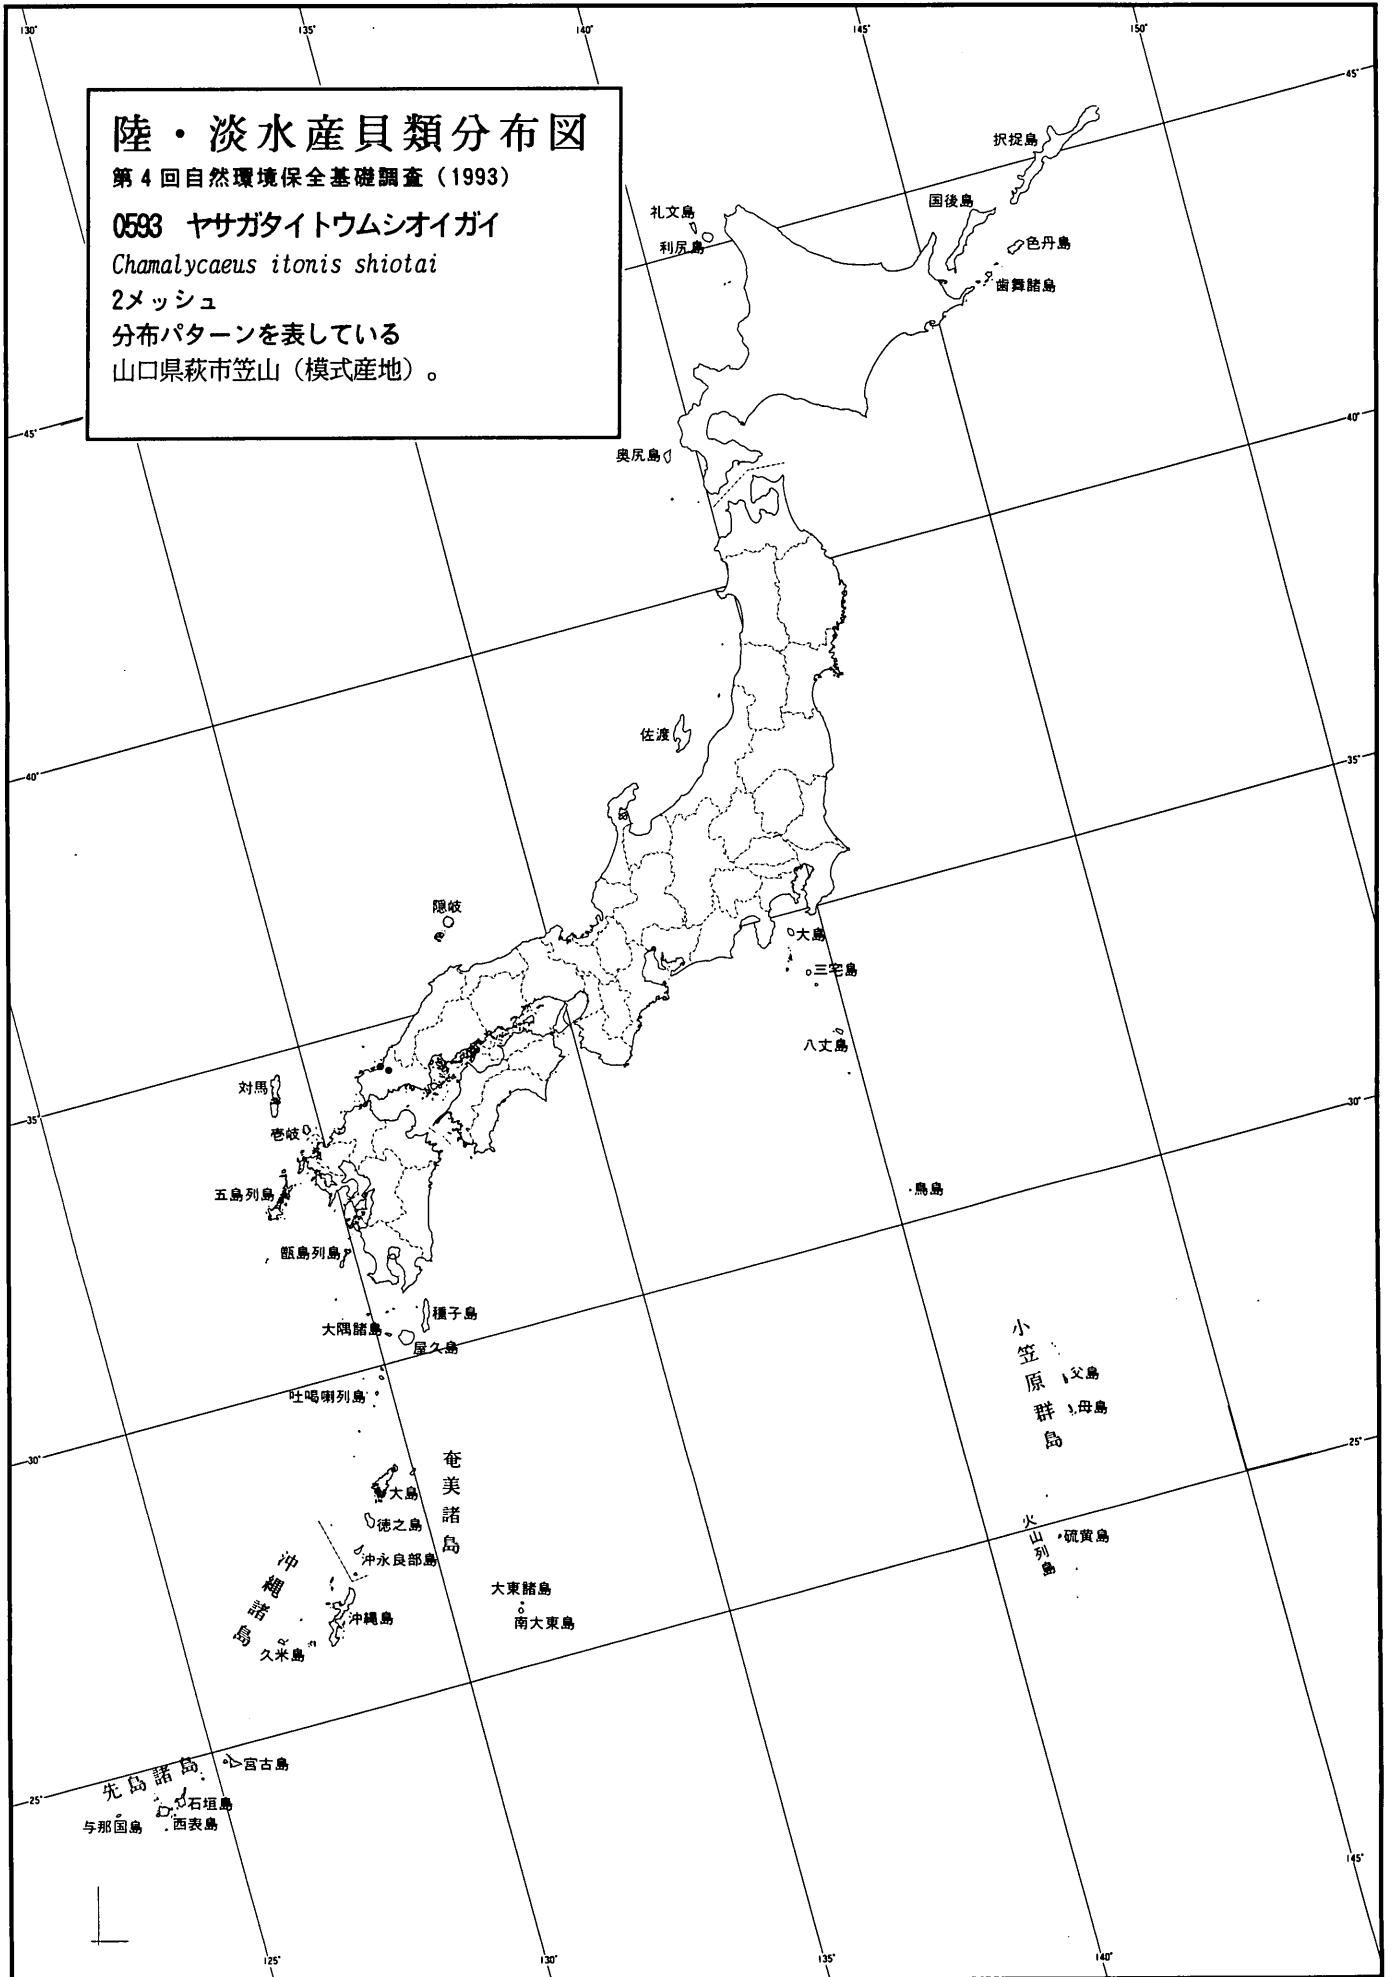 130°
135°
140°
145°
150°
陸・淡水産貝類分布図
第4回自然環境保全基礎調査（1993）
0593 ヤサガタイトウムシオイガイ
Chamalycaeus itonis shiotai
2メッシュ
分布パターンを表している
山口県萩市笠山（模式産地）。
45°
択捉島
国後島
礼文島
利尻島
色丹島
歯舞諸島
40°
45°
奥尻島
佐渡
35°
40°
隠岐
大島
三宅島
八丈島
対馬
35°
壱岐
30°
五島列島
鳥島
甑島列島
種子島
大隅諸島
屋久島
小笠原群島
父島
吐噶喇列島
母島
25°
30°
奄美諸島
大島
徳之島
火山列島
硫黄島
沖永良部島
沖縄諸島
大東諸島
南大東島
沖縄島
久米島
先島諸島
宮古島
25°
石垣島
与那国島
西表島
145°
125°
130°
135°
140°